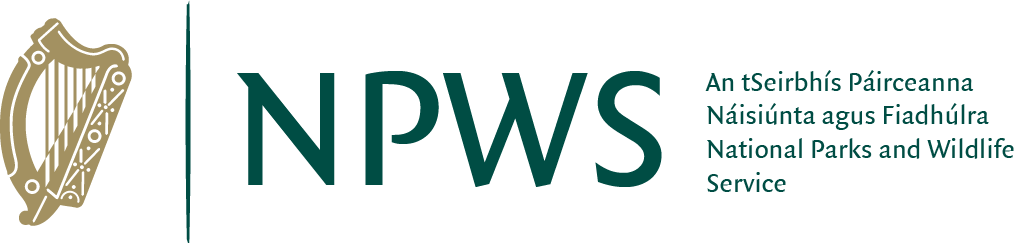 NPWS
An tSeirbhís Páirceanna
Náisiúnta agus Fiadhúlra
National Parks and Wildlife
Service